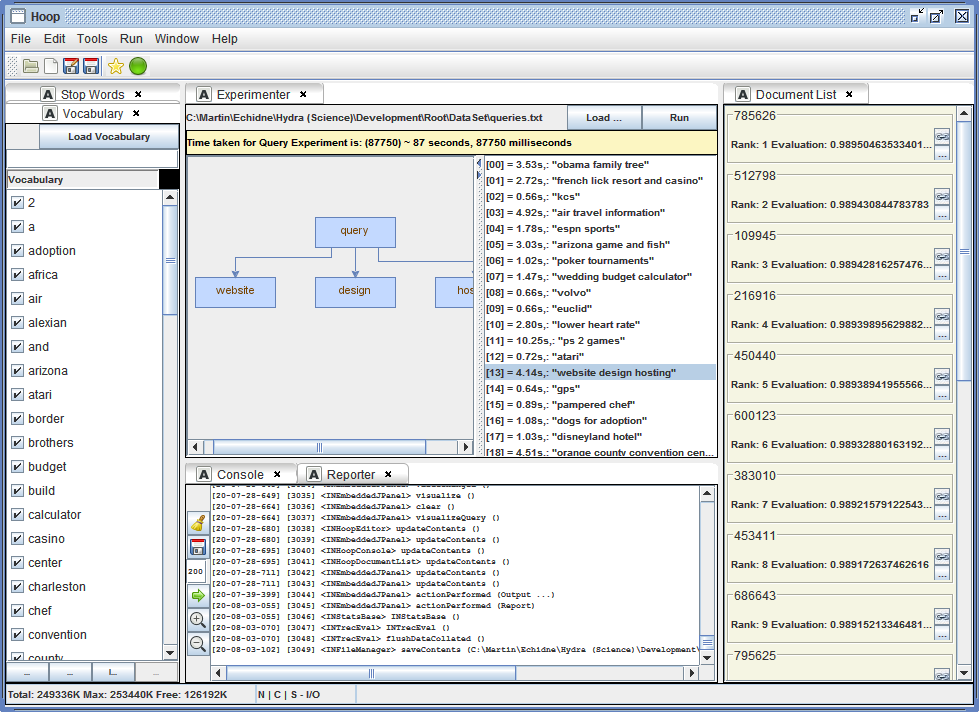 Hoop
File Edit Tools Run Window Help
A Stop Words
A Vocabulary
Load Vocabulary
Vocabulary
2
a
adoption
africa
air
alexian
and
arizona
atari
border
brothers
budget
build
calculator
casino
center
charleston
chef
convention
county
A Experimenter
C:\Martin\Echidne\Hydra (Science)\Development\Root\DataSet\queries.txt
Load ...
Run
Time taken for Query Experiment is: (87750) ~ 87 seconds, 87750 milliseconds
query
website
design
hos
[00] = 3.53s,: "obama family tree"
[01] = 2.72s,: "french lick resort and casino"
[02] = 0.56s,: "kcs"
[03] = 4.92s,: "air travel information"
[04] = 1.78s,: "espn sports"
[05] = 3.03s,: "arizona game and fish"
[06] = 1.02s,: "poker tournaments"
[07] = 1.47s,: "wedding budget calculator"
[08] = 0.66s,: "volvo"
[09] = 0.66s,: "euclid"
[10] = 2.80s,: "lower heart rate"
[11] = 10.25s,: "ps 2 games"
[12] = 0.72s,: "atari"
[13] = 4.14s,: "website design hosting"
[14] = 0.64s,: "gps"
[15] = 0.89s,: "pampered chef"
[16] = 1.08s,: "dogs for adoption"
[17] = 1.03s,: "disneyland hotel"
[18] = 4.51s,: "orange county convention cen...
A Console
A Reporter
200
[20-07-28-649] [3035] <INEmbeddedJPanel> visualize ()
[20-07-28-664] [3036] <INEmbeddedJPanel> clear ()
[20-07-28-664] [3037] <INEmbeddedJPanel> visualizeQuery ()
[20-07-28-680] [3038] <INHoopEditor> updateContents ()
[20-07-28-680] [3039] <INEmbeddedJPanel> updateContents ()
[20-07-28-695] [3040] <INHoopConsole> updateContents ()
[20-07-28-695] [3041] <INHoopDocumentList> updateContents ()
[20-07-28-711] [3042] <INEmbeddedJPanel> updateContents ()
[20-07-28-711] [3043] <INEmbeddedJPanel> updateContents ()
[20-07-39-399] [3044] <INEmbeddedJPanel> actionPerformed (Output ...)
[20-08-03-055] [3045] <INEmbeddedJPanel> actionPerformed (Report)
[20-08-03-055] [3046] <INStatsBase> INStatsBase ()
[20-08-03-070] [3047] <INTrecEval> INTrecEval ()
[20-08-03-070] [3048] <INTrecEval> flushDataCollated ()
[20-08-03-102] [3049] <INFileManager> saveContents (C:\Martin\Echidne\Hydra (Science)\Development\
A Document List
785626
Rank: 1 Evaluation: 0.98950463533401...
512798
Rank: 2 Evaluation: 0.989430844783783
109945
Rank: 3 Evaluation: 0.98942816257476...
216916
Rank: 4 Evaluation: 0.98939895629882...
450440
Rank: 5 Evaluation: 0.98938941955566...
600123
Rank: 6 Evaluation: 0.98932880163192...
383010
Rank: 7 Evaluation: 0.98921579122543...
453411
Rank: 8 Evaluation: 0.989172637462616
686643
Rank: 9 Evaluation: 0.98915213346481...
795625
Total: 249336K Max: 253440K Free: 126192K
N | C | S - I/O